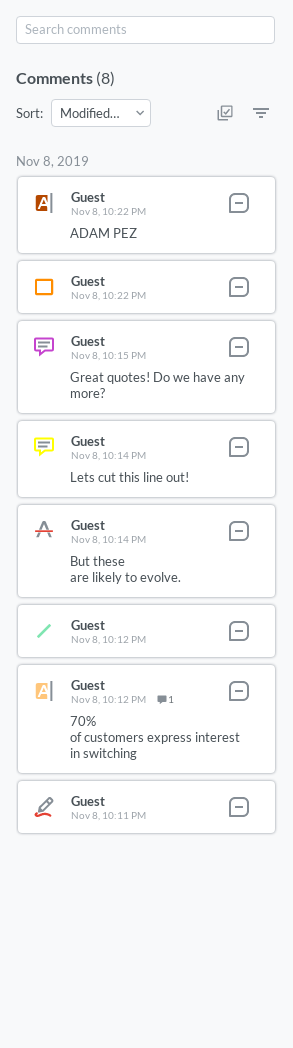 Search comments
Comments (8)
Sort: Modified...
Nov 8, 2019
Guest
Nov 8, 10:22 PM
ADAM PEZ
Guest
Nov 8, 10:22 PM
Guest
Nov 8, 10:15 PM
Great quotes! Do we have any
more?
Guest
Nov 8, 10:14 PM
Lets cut this line out!
Guest
Nov 8, 10:14 PM
But these
are likely to evolve.
Guest
Nov 8, 10:12 PM
Guest
Nov 8, 10:12 PM 1
70%
of customers express interest
in switching
Guest
Nov 8, 10:11 PM